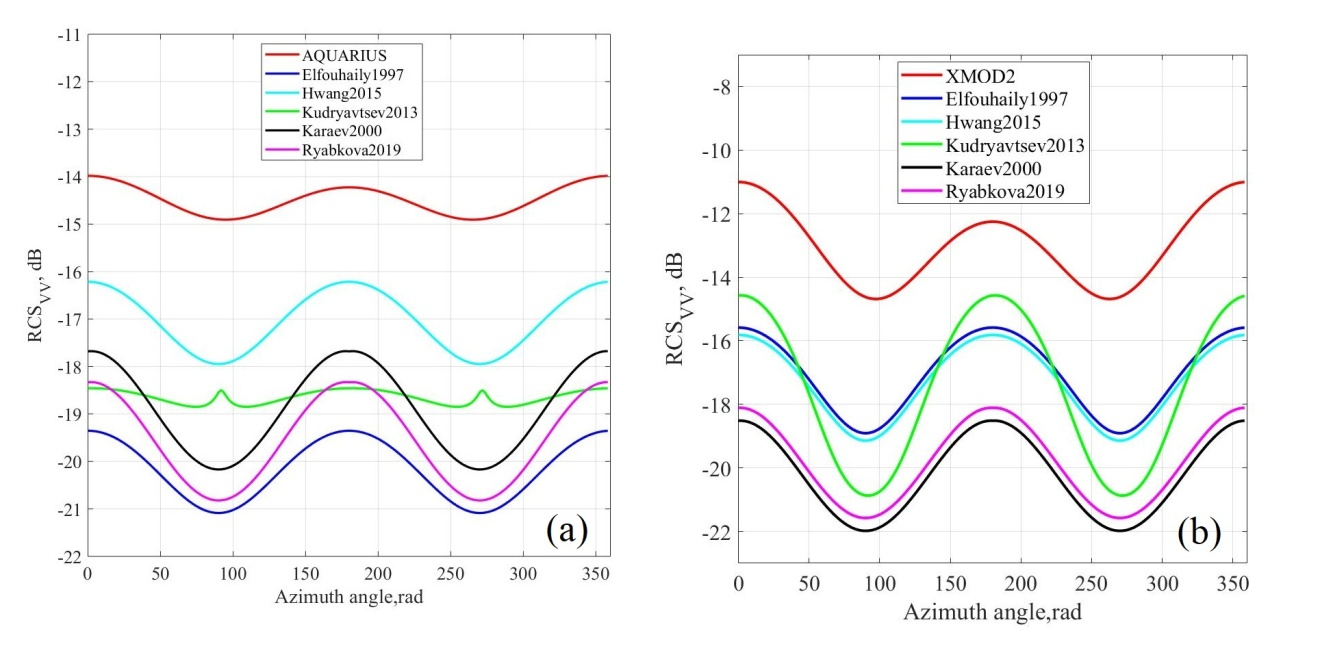 -11
-12
-13
-14
-15
-16
-17
-18
-19
-20
-21
-22
RCS_VV, dB
AQUARIUS
Elfouhaily1997
Hwang2015
Kudryavtsev2013
Karaev2000
Ryabkova2019
(a)
0 50 100 150 200 250 300 350
Azimuth angle,rad
-8
-10
-12
-14
-16
-18
-20
-22
RCS_VV, dB
XMOD2
Elfouhaily1997
Hwang2015
Kudryavtsev2013
Karaev2000
Ryabkova2019
(b)
0 50 100 150 200 250 300 350
Azimuth angle,rad